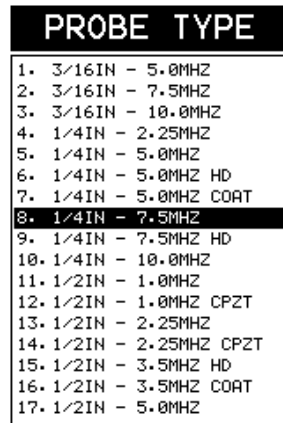 PROBE TYPE
1. 3/16IN - 5.0MHZ
2. 3/16IN - 7.5MHZ
3. 3/16IN - 10.0MHZ
4. 1/4IN - 2.25MHZ
5. 1/4IN - 5.0MHZ
6. 1/4IN - 5.0MHZ HD
7. 1/4IN - 5.0MHZ COAT
8. 1/4IN - 7.5MHZ
9. 1/4IN - 7.5MHZ HD
10. 1/4IN - 10.0MHZ
11. 1/2IN - 1.0MHZ
12. 1/2IN - 1.0MHZ CPZT
13. 1/2IN - 2.25MHZ
14. 1/2IN - 2.25MHZ CPZT
15. 1/2IN - 3.5MHZ HD
16. 1/2IN - 3.5MHZ COAT
17. 1/2IN - 5.0MHZ